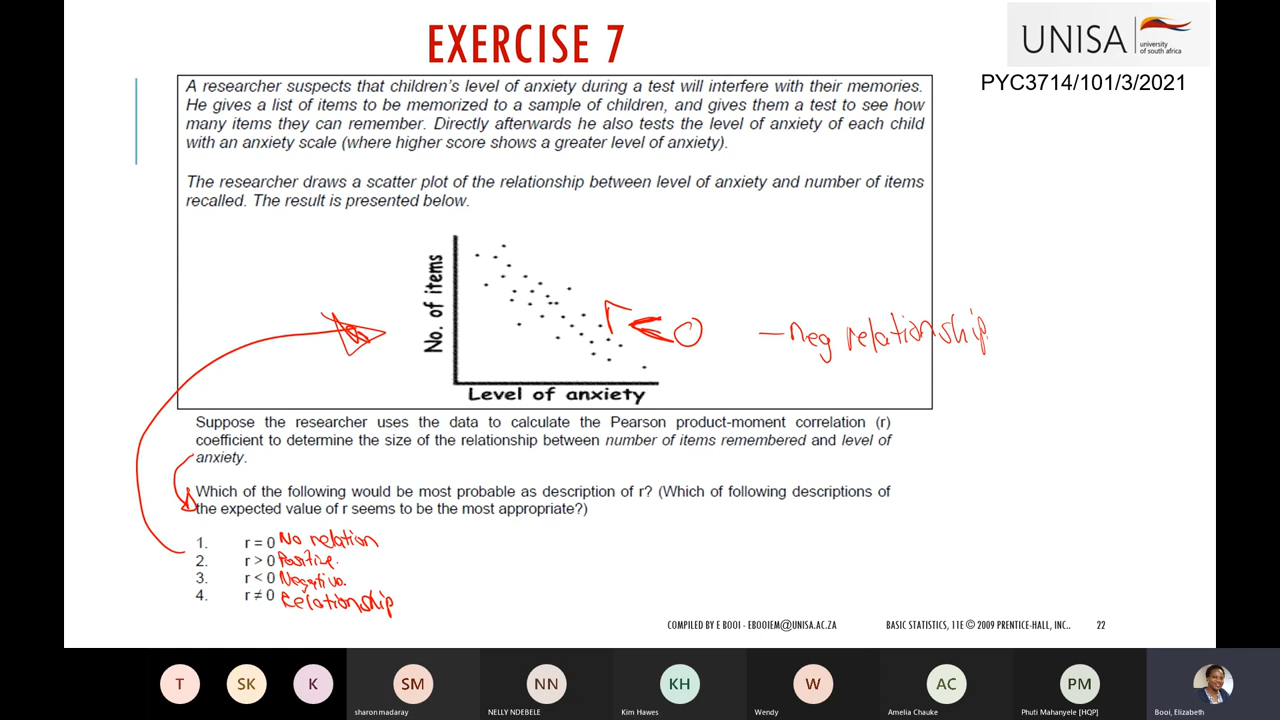 EXERCISE 7
UNISA
university
of south africa
PYC3714/101/3/2021
A researcher suspects that children's level of anxiety during a test will interfere with their memories.
He gives a list of items to be memorized to a sample of children, and gives them a test to see how
many items they can remember. Directly afterwards he also tests the level of anxiety of each child
with an anxiety scale (where higher score shows a greater level of anxiety).
The researcher draws a scatter plot of the relationship between level of anxiety and number of items
recalled. The result is presented below.
No. of items
r < 0
—neg relationship
Level of anxiety
Suppose the researcher uses the data to calculate the Pearson product-moment correlation (r)
coefficient to determine the size of the relationship between number of items remembered and level of
anxiety.
Which of the following would be most probable as description of r? (Which of following descriptions of
the expected value of r seems to be the most appropriate?)
1. r = 0 No relation
2. r > 0 Positive.
3. r < 0 Negative.
4. r ≠ 0 Relationship
COMPILED BY E BOOI - EBOOIEM@UNISA.AC.ZA
BASIC STATISTICS, 11E © 2009 PRENTICE-HALL, INC..
22
T
SK
K
SM
NN
KH
W
AC
PM
sharon madaray
NELLY NDEBELE
Kim Hawes
Wendy
Amelia Chauke
Phuti Mahanyele [HQP]
Booi, Elizabeth